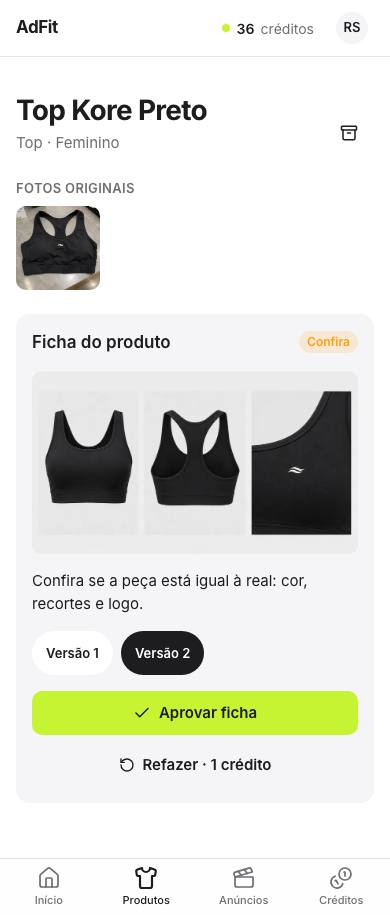 AdFit
36 créditos
RS
Top Kore Preto
Top · Feminino
FOTOS ORIGINAIS
Ficha do produto
Confira
Confira se a peça está igual à real: cor,
recortes e logo.
Versão 1
Versão 2
Aprovar ficha
Refazer · 1 crédito
Início
Produtos
Anúncios
Créditos